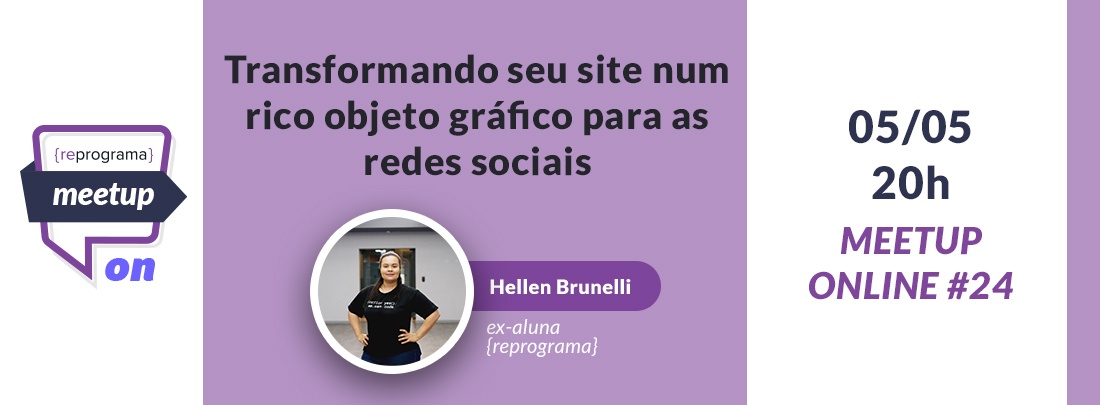 {reprograma}
meetup
on
Transformando seu site num
rico objeto gráfico para as
redes sociais
Hellen Brunelli
ex-aluna
{reprograma}
05/05
20h
MEETUP
ONLINE #24